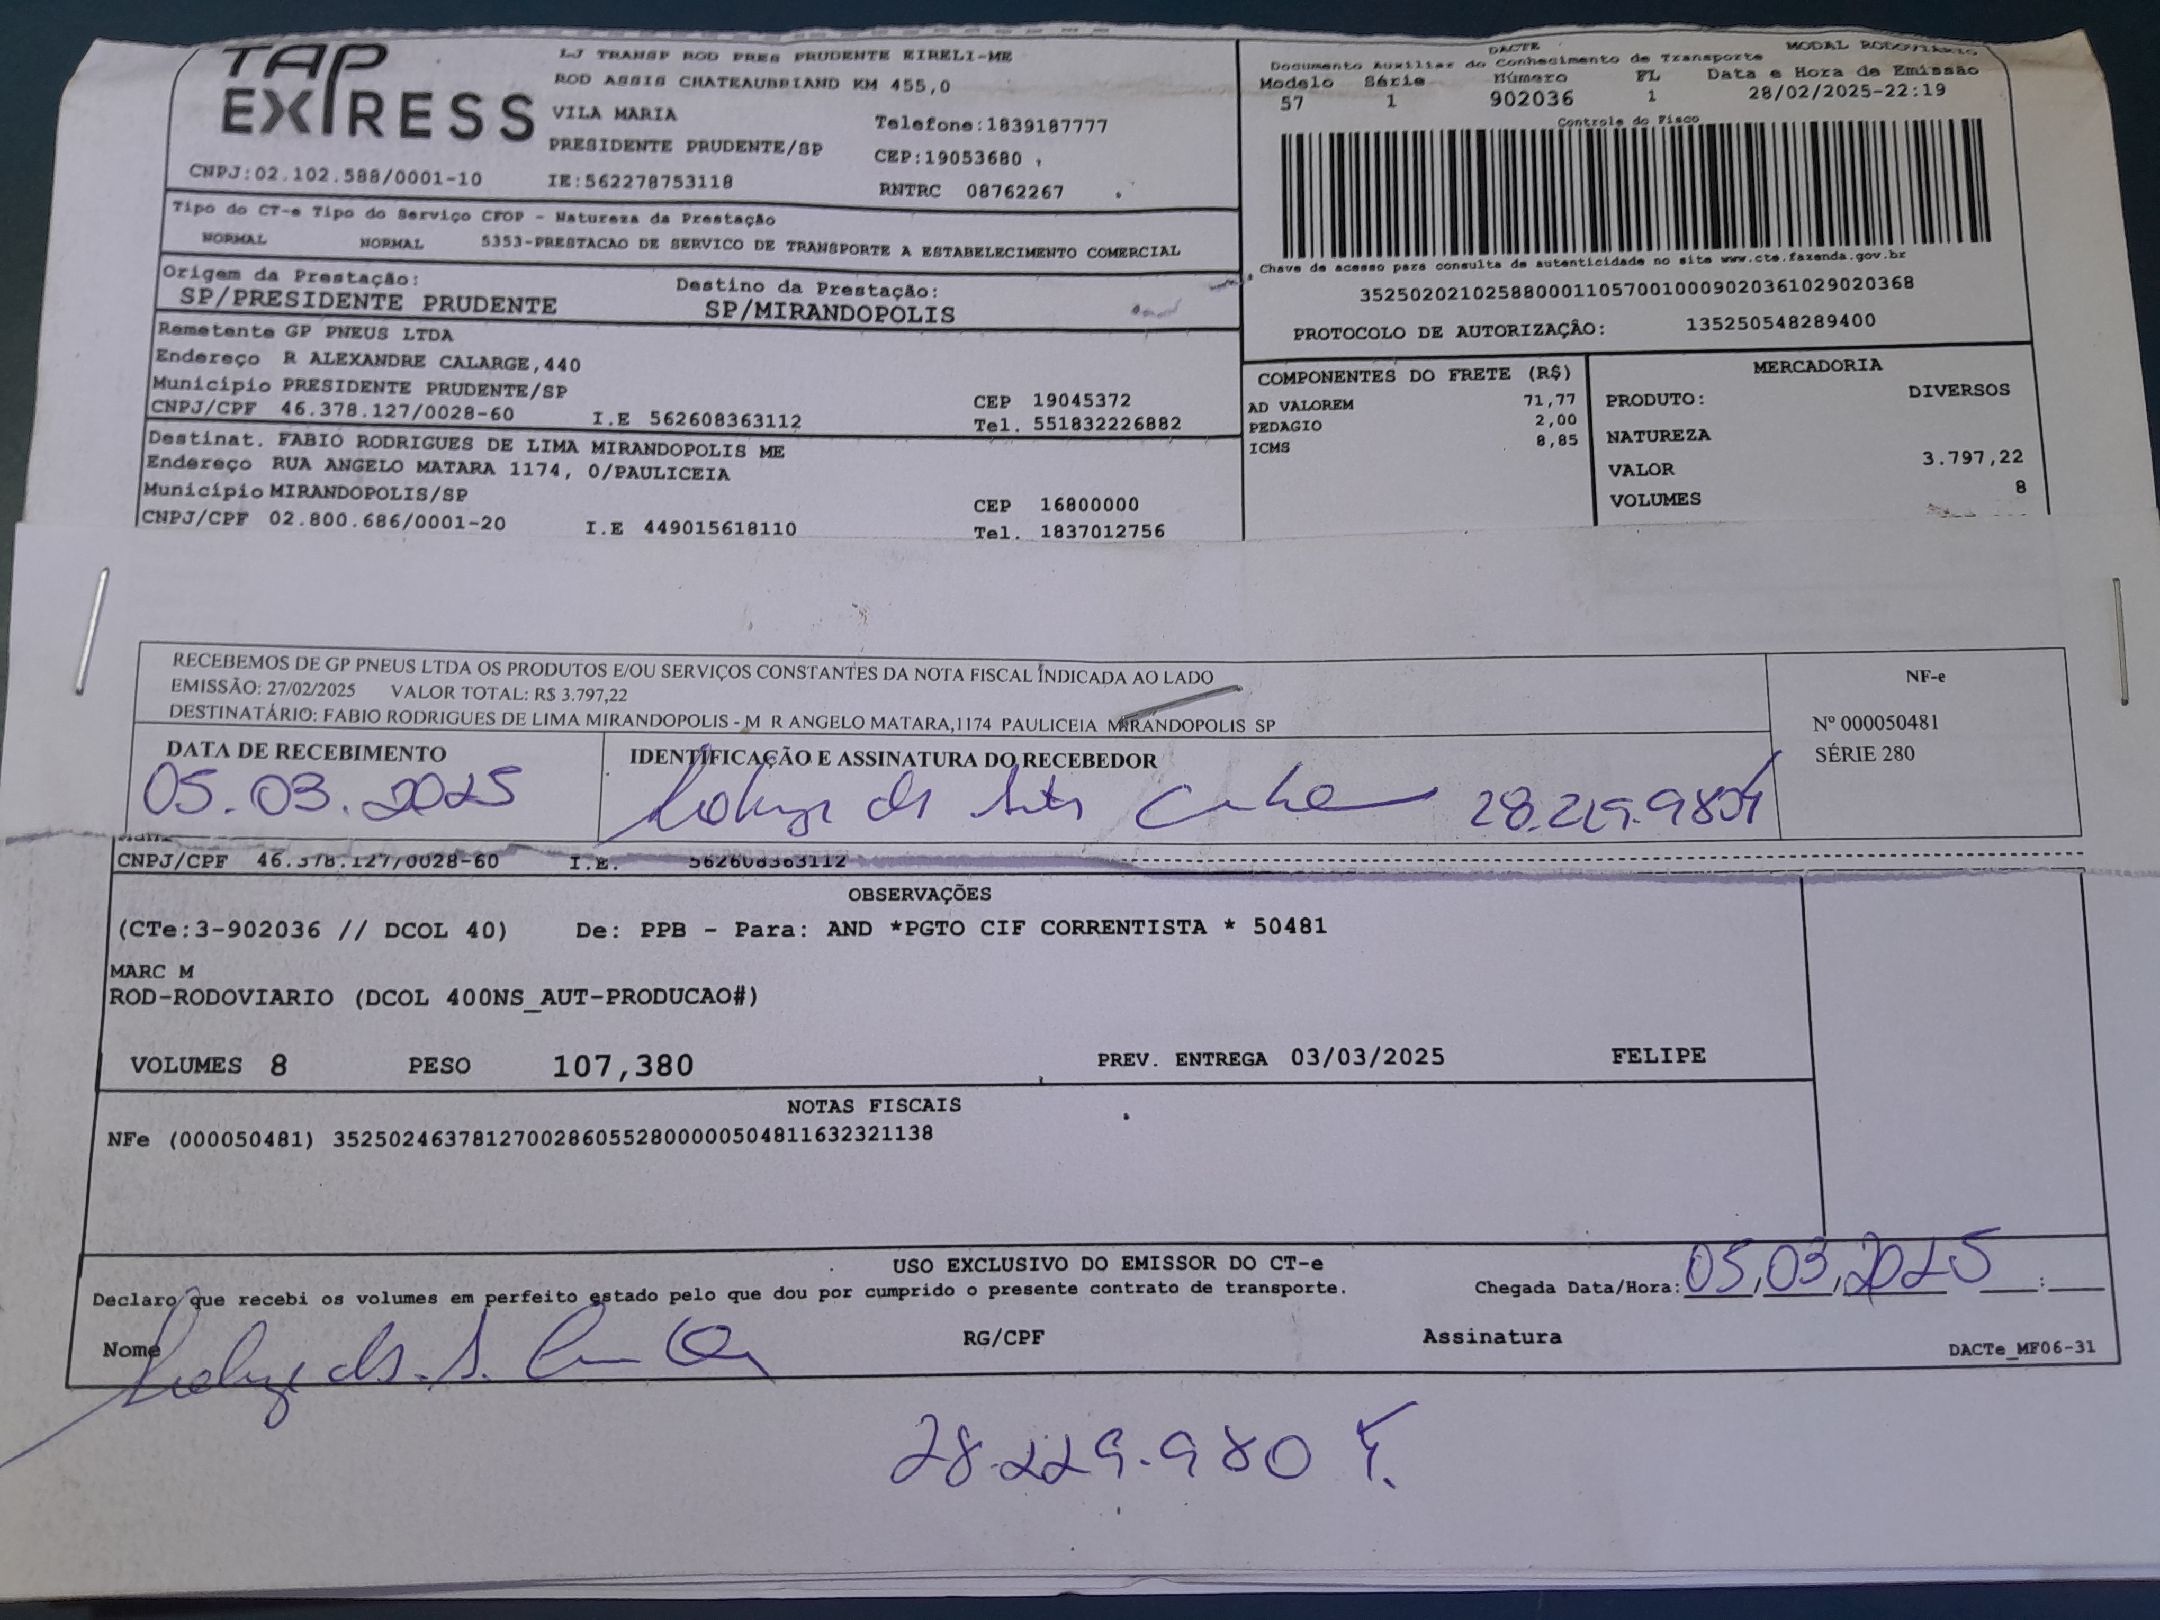 TAP EXPRESS
LJ TRANSP ROD PRES PRUDENTE EIRELI-ME
ROD ASSIS CHATEAUBRIAND KM 455,0
VILA MARIA Telefone:1839187777
PRESIDENTE PRUDENTE/SP CEP:19053680
CNPJ:02.102.588/0001-10 IE:562278753118 RNTRC 08762267
DACTE MODAL RODOVIÁRIO
Documento Auxiliar do Conhecimento de Transporte
Modelo Série Número FL Data e Hora de Emissão
57 1 902036 1 28/02/2025-22:19
Controle do Fisco
Chave de acesso para consulta de autenticidade no site www.cte.fazenda.gov.br
35250202102588000110570010009020361029020368
PROTOCOLO DE AUTORIZAÇÃO: 135250548289400
Tipo do CT-e Tipo do Serviço CFOP - Natureza da Prestação
NORMAL NORMAL 5353-PRESTACAO DE SERVICO DE TRANSPORTE A ESTABELECIMENTO COMERCIAL
Origem da Prestação: Destino da Prestação:
SP/PRESIDENTE PRUDENTE SP/MIRANDOPOLIS
Remetente GP PNEUS LTDA
Endereço R ALEXANDRE CALARGE,440
Município PRESIDENTE PRUDENTE/SP CEP 19045372
CNPJ/CPF 46.378.127/0028-60 I.E 562608363112 Tel. 551832226882
Destinat. FABIO RODRIGUES DE LIMA MIRANDOPOLIS ME
Endereço RUA ANGELO MATARA 1174, 0/PAULICEIA
Município MIRANDOPOLIS/SP CEP 16800000
CNPJ/CPF 02.800.686/0001-20 I.E 449015618110 Tel. 1837012756
COMPONENTES DO FRETE (R$)
AD VALOREM 71,77
PEDAGIO 2,00
ICMS 8,85
MERCADORIA
PRODUTO: DIVERSOS
NATUREZA
VALOR 3.797,22
VOLUMES 8
RECEBEMOS DE GP PNEUS LTDA OS PRODUTOS E/OU SERVIÇOS CONSTANTES DA NOTA FISCAL INDICADA AO LADO
EMISSÃO: 27/02/2025 VALOR TOTAL: R$ 3.797,22
DESTINATÁRIO: FABIO RODRIGUES DE LIMA MIRANDOPOLIS - M R ANGELO MATARA,1174 PAULICEIA MIRANDOPOLIS SP
NF-e
Nº 000050481
SÉRIE 280
DATA DE RECEBIMENTO IDENTIFICAÇÃO E ASSINATURA DO RECEBEDOR
05.03.2025
CNPJ/CPF 46.378.127/0028-60 I.E. 562608363112
OBSERVAÇÕES
(CTe:3-902036 // DCOL 40) De: PPB - Para: AND *PGTO CIF CORRENTISTA * 50481
MARC M
ROD-RODOVIARIO (DCOL 400NS_AUT-PRODUCAO#)
VOLUMES 8 PESO 107,380 PREV. ENTREGA 03/03/2025 FELIPE
NOTAS FISCAIS
NFe (000050481) 35250246378127002860552800000504811632321138
USO EXCLUSIVO DO EMISSOR DO CT-e
Declaro que recebi os volumes em perfeito estado pelo que dou por cumprido o presente contrato de transporte. Chegada Data/Hora: 05,03,2025 :
Nome RG/CPF Assinatura DACTe_MF06-31
28.229.980